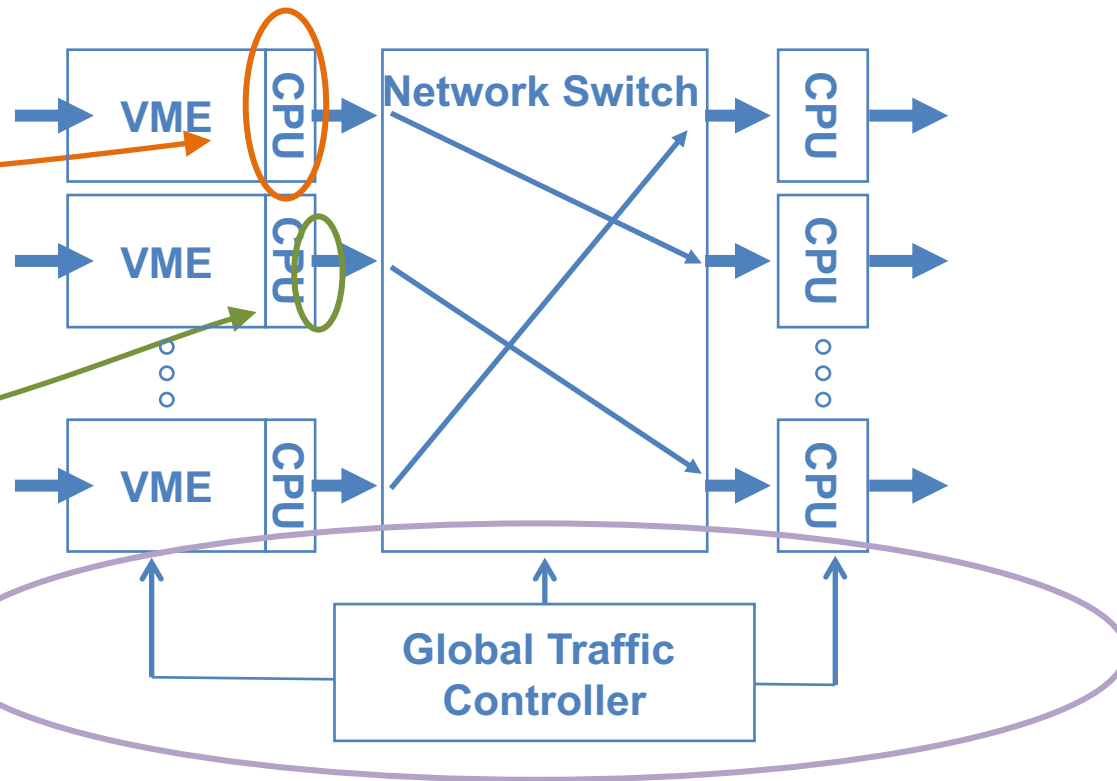 VME
CPU
Network Switch
CPU
VME
CPU
CPU
VME
CPU
CPU
Global Traffic
Controller